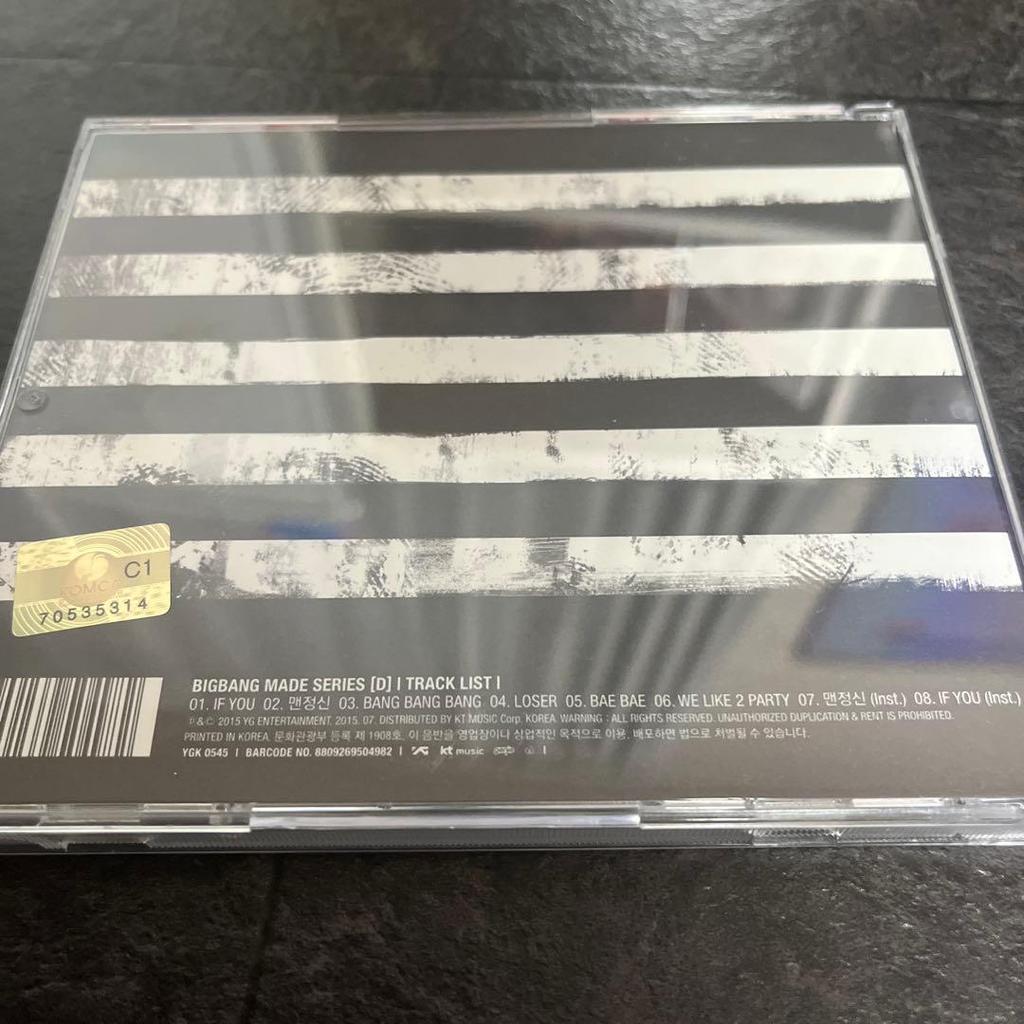 C1
KOMCA
70535314
BIGBANG MADE SERIES [D] I TRACK LIST I
01. IF YOU 02. 맨정신 03. BANG BANG BANG 04. LOSER 05. BAE BAE 06. WE LIKE 2 PARTY 07. 맨정신 (Inst.) 08. IF YOU (Inst.)
℗ & © 2015 YG ENTERTAINMENT, 2015. 07. DISTRIBUTED BY KT MUSIC Corp. KOREA. WARNING : ALL RIGHTS RESERVED. UNAUTHORIZED DUPLICATION & RENT IS PROHIBITED.
PRINTED IN KOREA. 문화관광부 등록 제 1908호. 이 음반을 영업장이나 상업적인 목적으로 이용, 배포하면 법으로 처벌될 수 있습니다.
YGK 0545 I BARCODE NO. 8809269504982 I YG kt music I